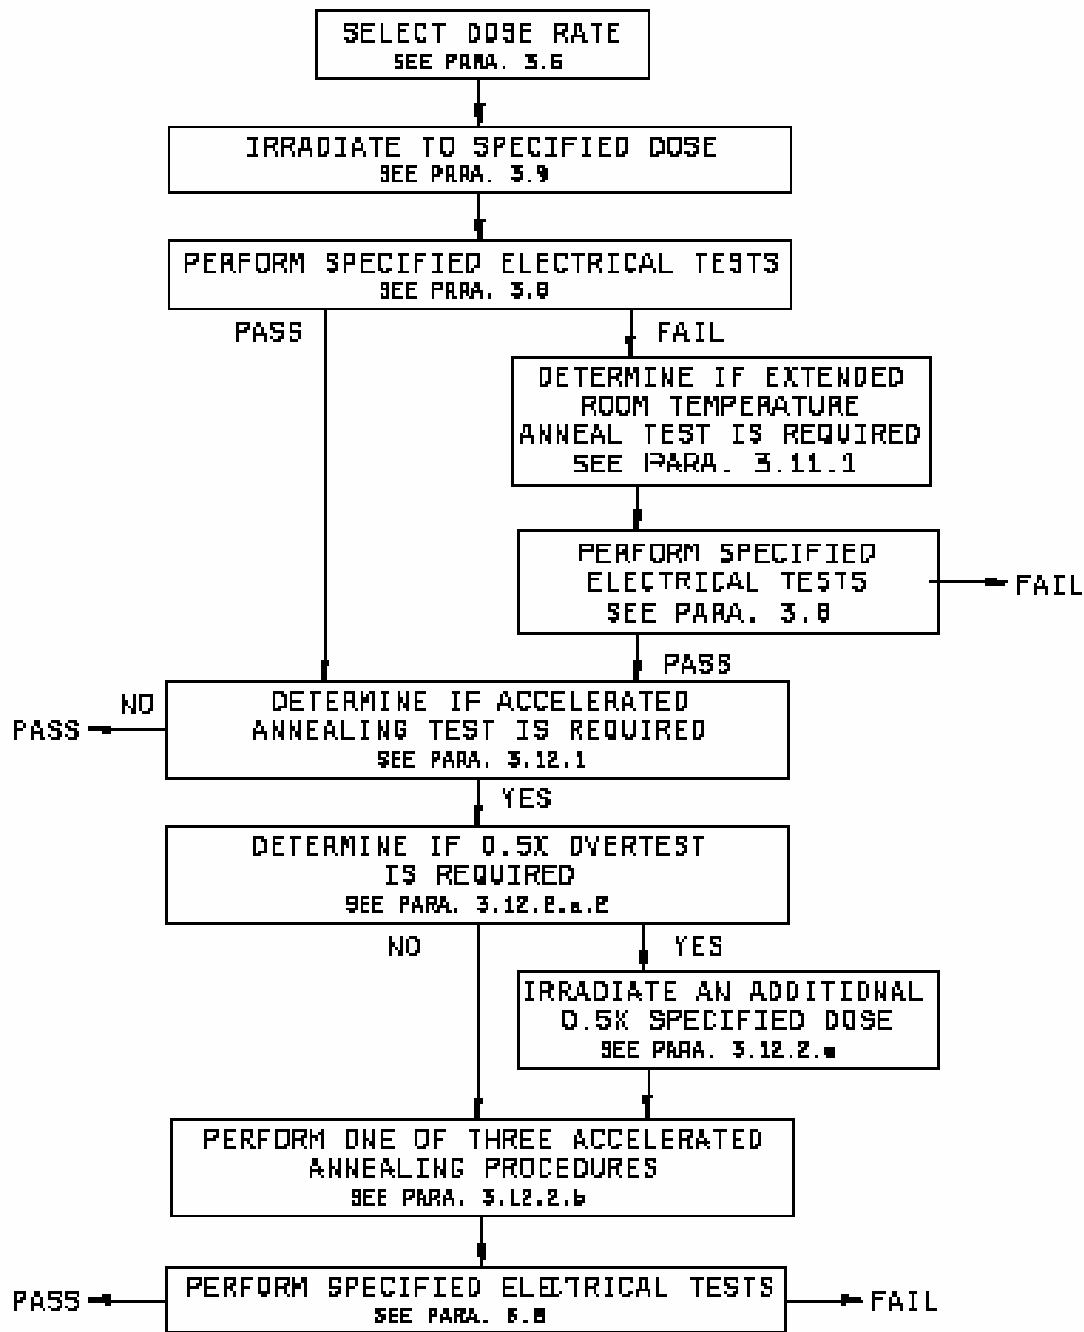 SELECT DOSE RATE
SEE PARA. 3.6
IRRADIATE TO SPECIFIED DOSE
SEE PARA. 3.9
PERFORM SPECIFIED ELECTRICAL TESTS
SEE PARA. 3.8
PASS
FAIL
DETERMINE IF EXTENDED
ROOM TEMPERATURE
ANNEAL TEST IS REQUIRED
SEE PARA. 3.11.1
PERFORM SPECIFIED
ELECTRICAL TESTS
SEE PARA. 3.8
FAIL
PASS
NO
PASS
DETERMINE IF ACCELERATED
ANNEALING TEST IS REQUIRED
SEE PARA. 3.12.1
YES
DETERMINE IF 0.5X OVERTEST
IS REQUIRED
SEE PARA. 3.12.2.a.2
NO
YES
IRRADIATE AN ADDITIONAL
0.5X SPECIFIED DOSE
SEE PARA. 3.12.2.a
PERFORM ONE OF THREE ACCELERATED
ANNEALING PROCEDURES
SEE PARA. 3.12.2.b
PASS
PERFORM SPECIFIED ELECTRICAL TESTS
SEE PARA. 3.8
FAIL